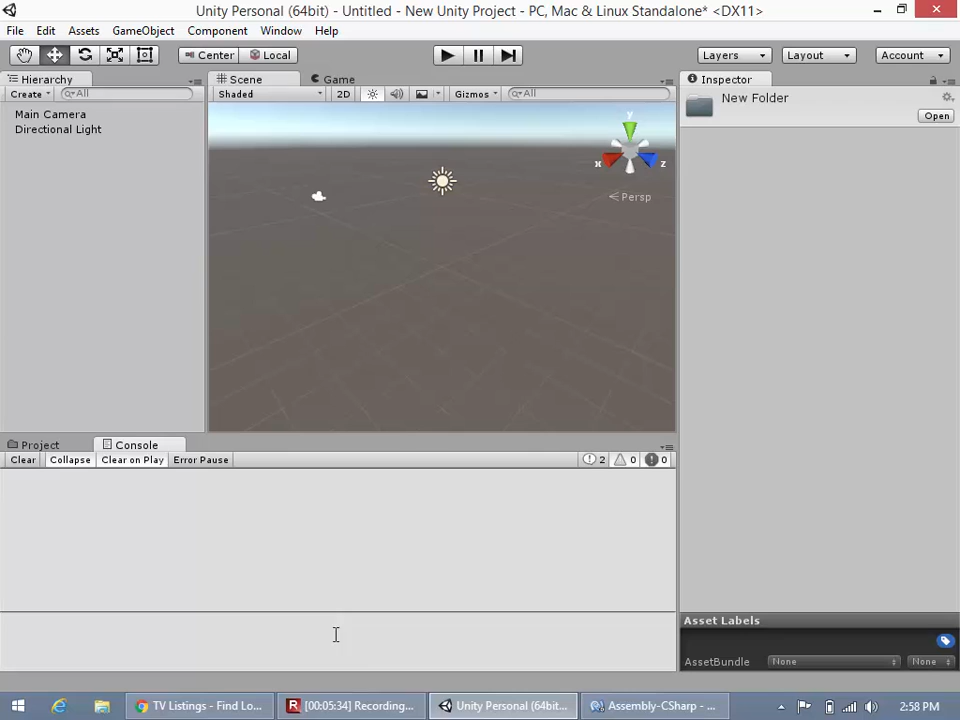 Unity Personal (64bit) - Untitled - New Unity Project - PC, Mac & Linux Standalone* <DX11>
File Edit Assets GameObject Component Window Help
Center Local Layers Layout Account
Hierarchy Scene Game Inspector
Create All Shaded 2D Gizmos All New Folder
Open
Main Camera
Directional Light
y
x z
Persp
Project Console
Clear Collapse Clear on Play Error Pause 2 0 0
Asset Labels
AssetBundle None None
TV Listings - Find Lo... R [00:05:34] Recording... Unity Personal (64bit... Assembly-CSharp - ... 2:58 PM